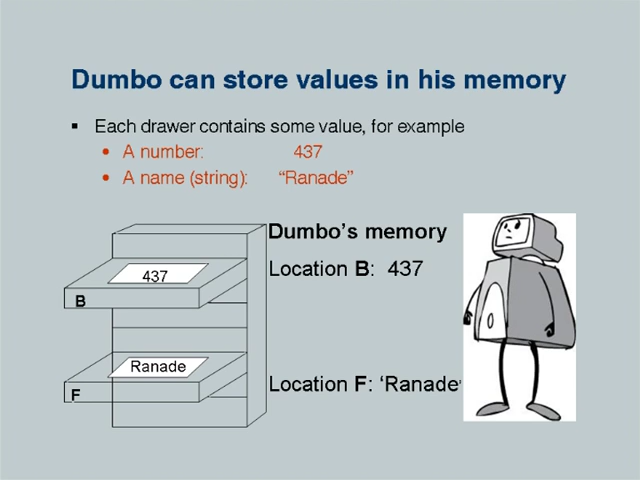 Dumbo can store values in his memory
▪ Each drawer contains some value, for example
• A number: 437
• A name (string): “Ranade”
Dumbo’s memory
Location B: 437
437
B
Ranade
Location F: ‘Ranade’
F